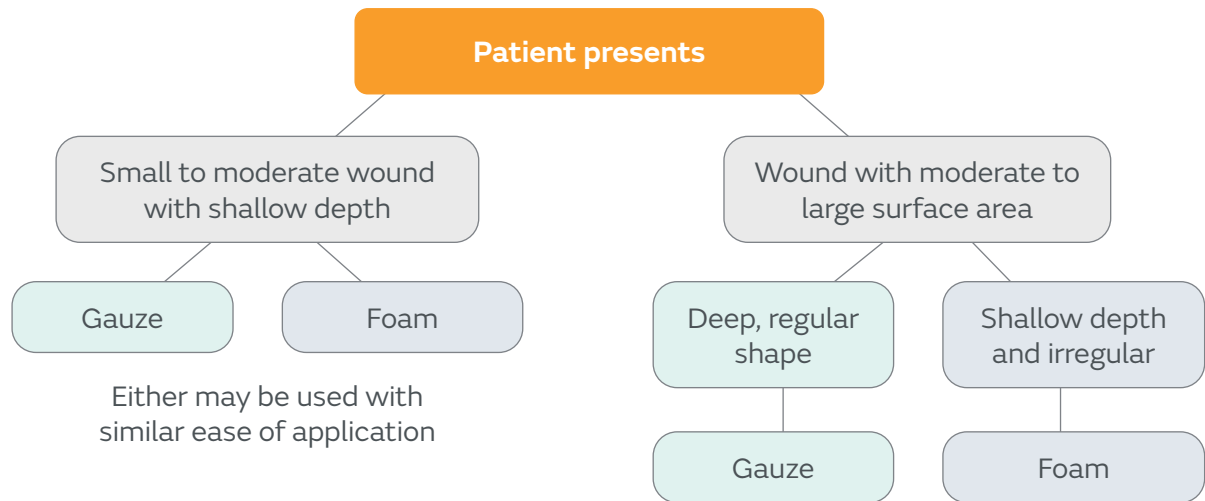 Patient presents
Small to moderate wound
with shallow depth
Wound with moderate to
large surface area
Gauze
Foam
Deep, regular
shape
Shallow depth
and irregular
Either may be used with
similar ease of application
Gauze
Foam